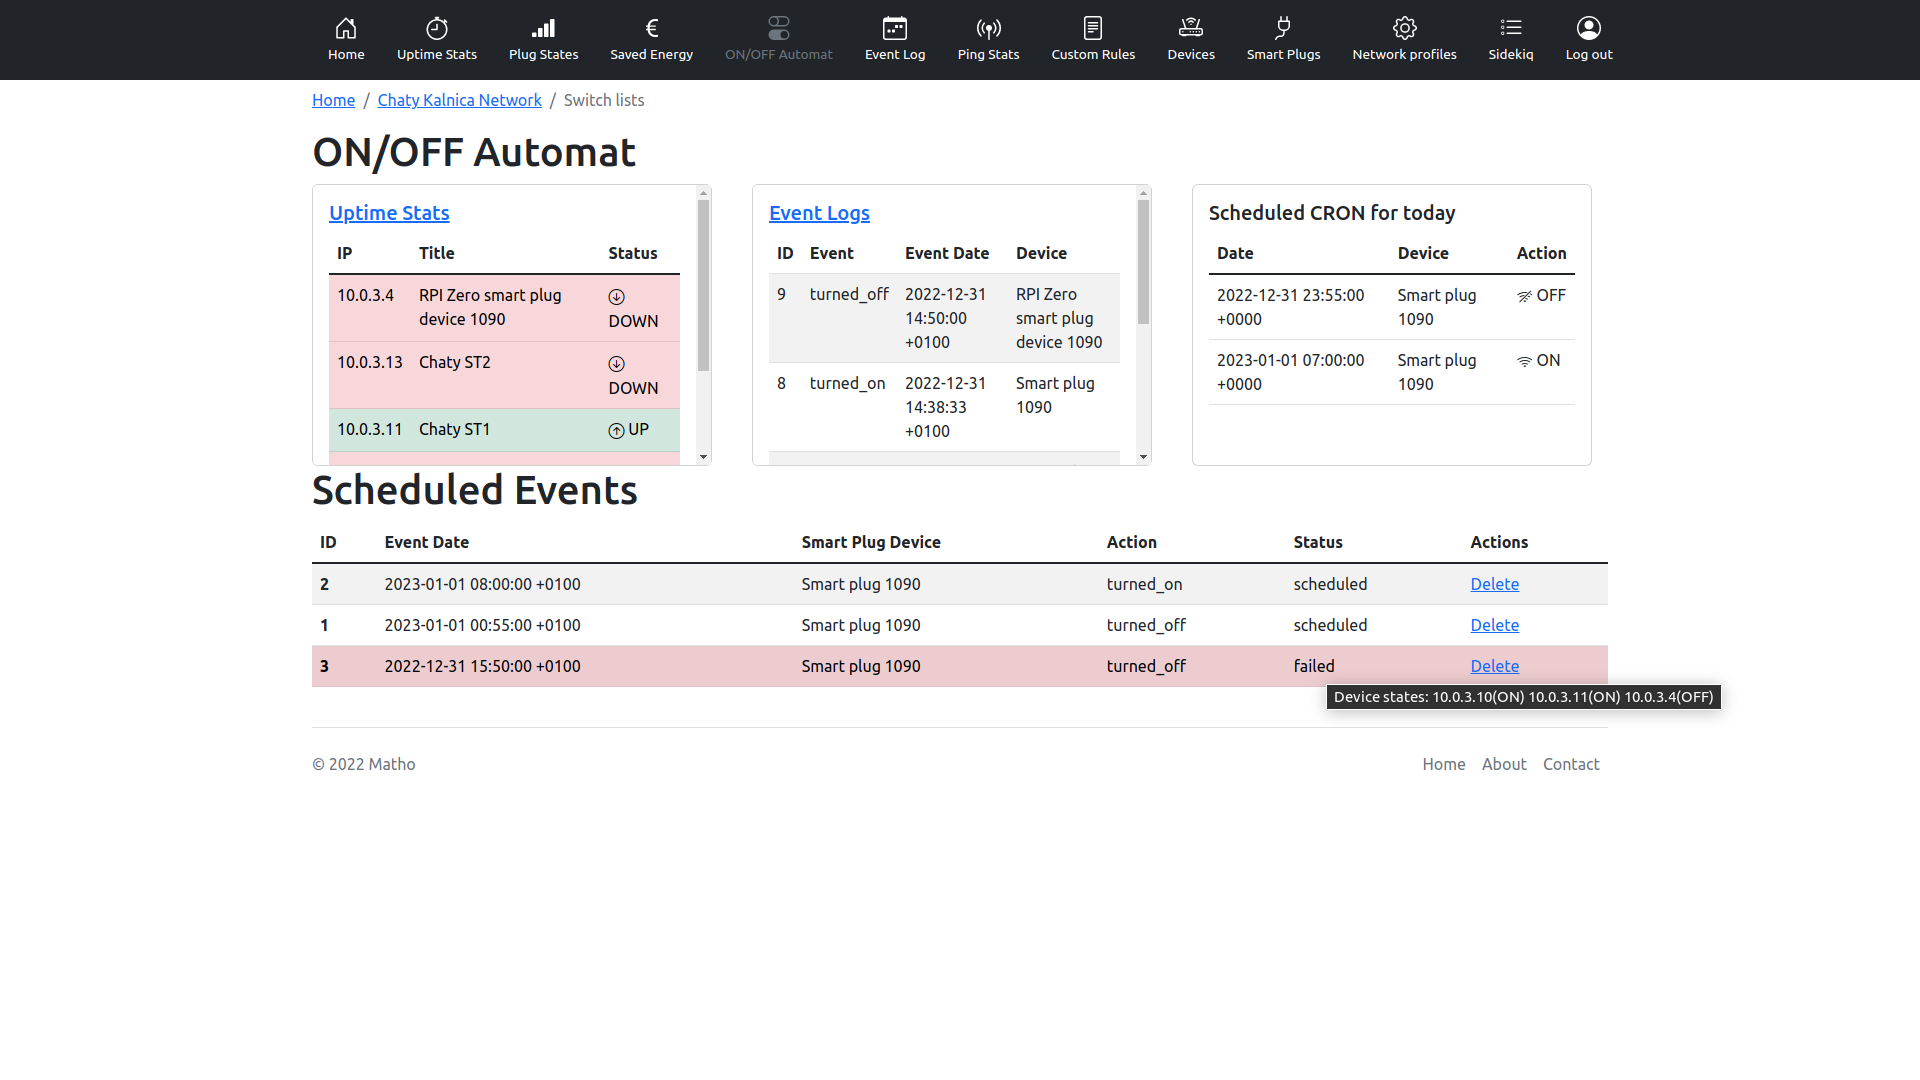 Home Uptime Stats Plug States Saved Energy ON/OFF Automat Event Log Ping Stats Custom Rules Devices Smart Plugs Network profiles Sidekiq Log out
Home / Chaty Kalnica Network / Switch lists
ON/OFF Automat
Uptime Stats
IP Title Status
10.0.3.4 RPI Zero smart plug device 1090 DOWN
10.0.3.13 Chaty ST2 DOWN
10.0.3.11 Chaty ST1 UP
Event Logs
ID Event Event Date Device
9 turned_off 2022-12-31 14:50:00 +0100 RPI Zero smart plug device 1090
8 turned_on 2022-12-31 14:38:33 +0100 Smart plug 1090
Scheduled CRON for today
Date Device Action
2022-12-31 23:55:00 +0000 Smart plug 1090 OFF
2023-01-01 07:00:00 +0000 Smart plug 1090 ON
Scheduled Events
ID Event Date Smart Plug Device Action Status Actions
2 2023-01-01 08:00:00 +0100 Smart plug 1090 turned_on scheduled Delete
1 2023-01-01 00:55:00 +0100 Smart plug 1090 turned_off scheduled Delete
3 2022-12-31 15:50:00 +0100 Smart plug 1090 turned_off failed Delete
Device states: 10.0.3.10(ON) 10.0.3.11(ON) 10.0.3.4(OFF)
© 2022 Matho Home About Contact